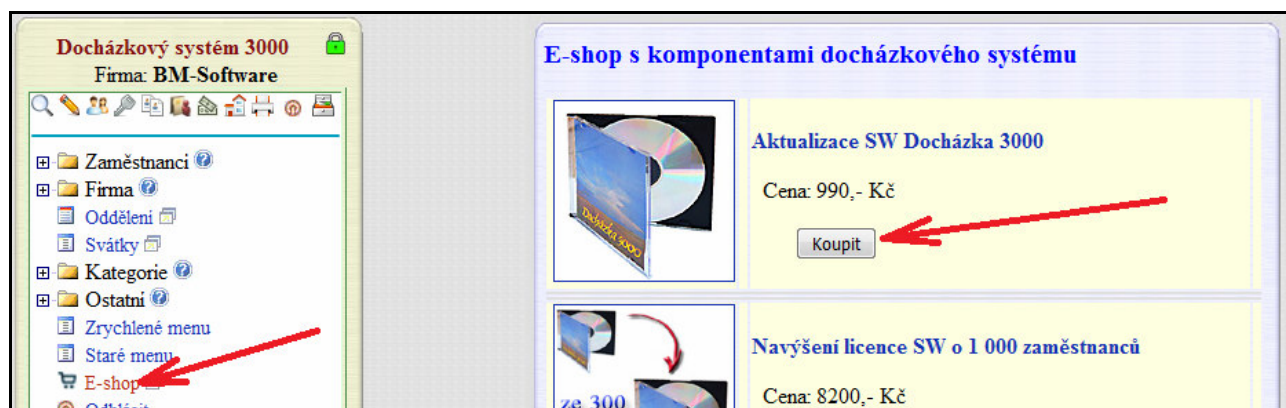 Docházkový systém 3000
Firma: BM-Software
Zaměstnanci
Firma
Oddělení
Svátky
Kategorie
Ostatní
Zrychlené menu
Staré menu
E-shop
Odhlásit
E-shop s komponentami docházkového systému
Docházka 3000
Aktualizace SW Docházka 3000
Cena: 990,- Kč
Koupit
ze 300
Navýšení licence SW o 1 000 zaměstnanců
Cena: 8200,- Kč